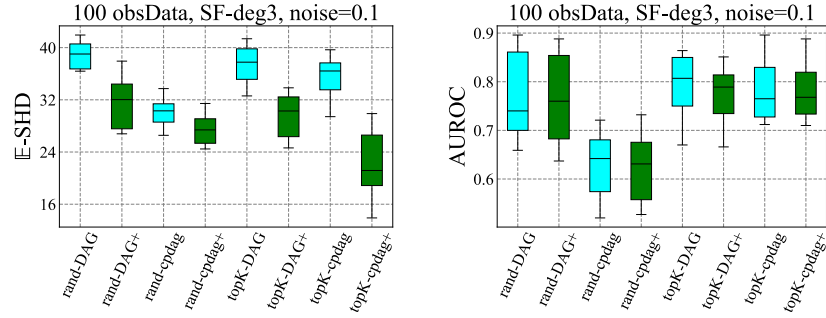 100 obsData, SF-deg3, noise=0.1
𝔼-SHD
40
32
24
16
rand-DAG
rand-DAG+
rand-cpdag
rand-cpdag+
topK-DAG
topK-DAG+
topK-cpdag
topK-cpdag+
100 obsData, SF-deg3, noise=0.1
AUROC
0.9
0.8
0.7
0.6
rand-DAG
rand-DAG+
rand-cpdag
rand-cpdag+
topK-DAG
topK-DAG+
topK-cpdag
topK-cpdag+